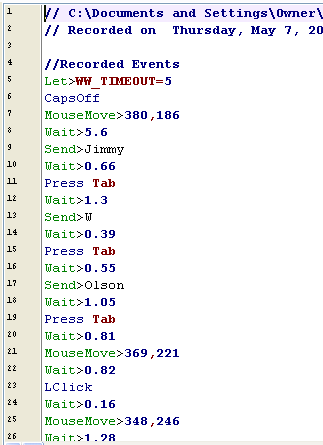 1 // C:\Documents and Settings\Owner\
2 // Recorded on  Thursday, May 7, 20
3
4 //Recorded Events
5 Let>WW_TIMEOUT=5
6 CapsOff
7 MouseMove>380,186
8 Wait>5.6
9 Send>Jimmy
10 Wait>0.66
11 Press Tab
12 Wait>1.3
13 Send>W
14 Wait>0.39
15 Press Tab
16 Wait>0.55
17 Send>Olson
18 Wait>1.05
19 Press Tab
20 Wait>0.81
21 MouseMove>369,221
22 Wait>0.82
23 LClick
24 Wait>0.16
25 MouseMove>348,246
26 Wait>1.28